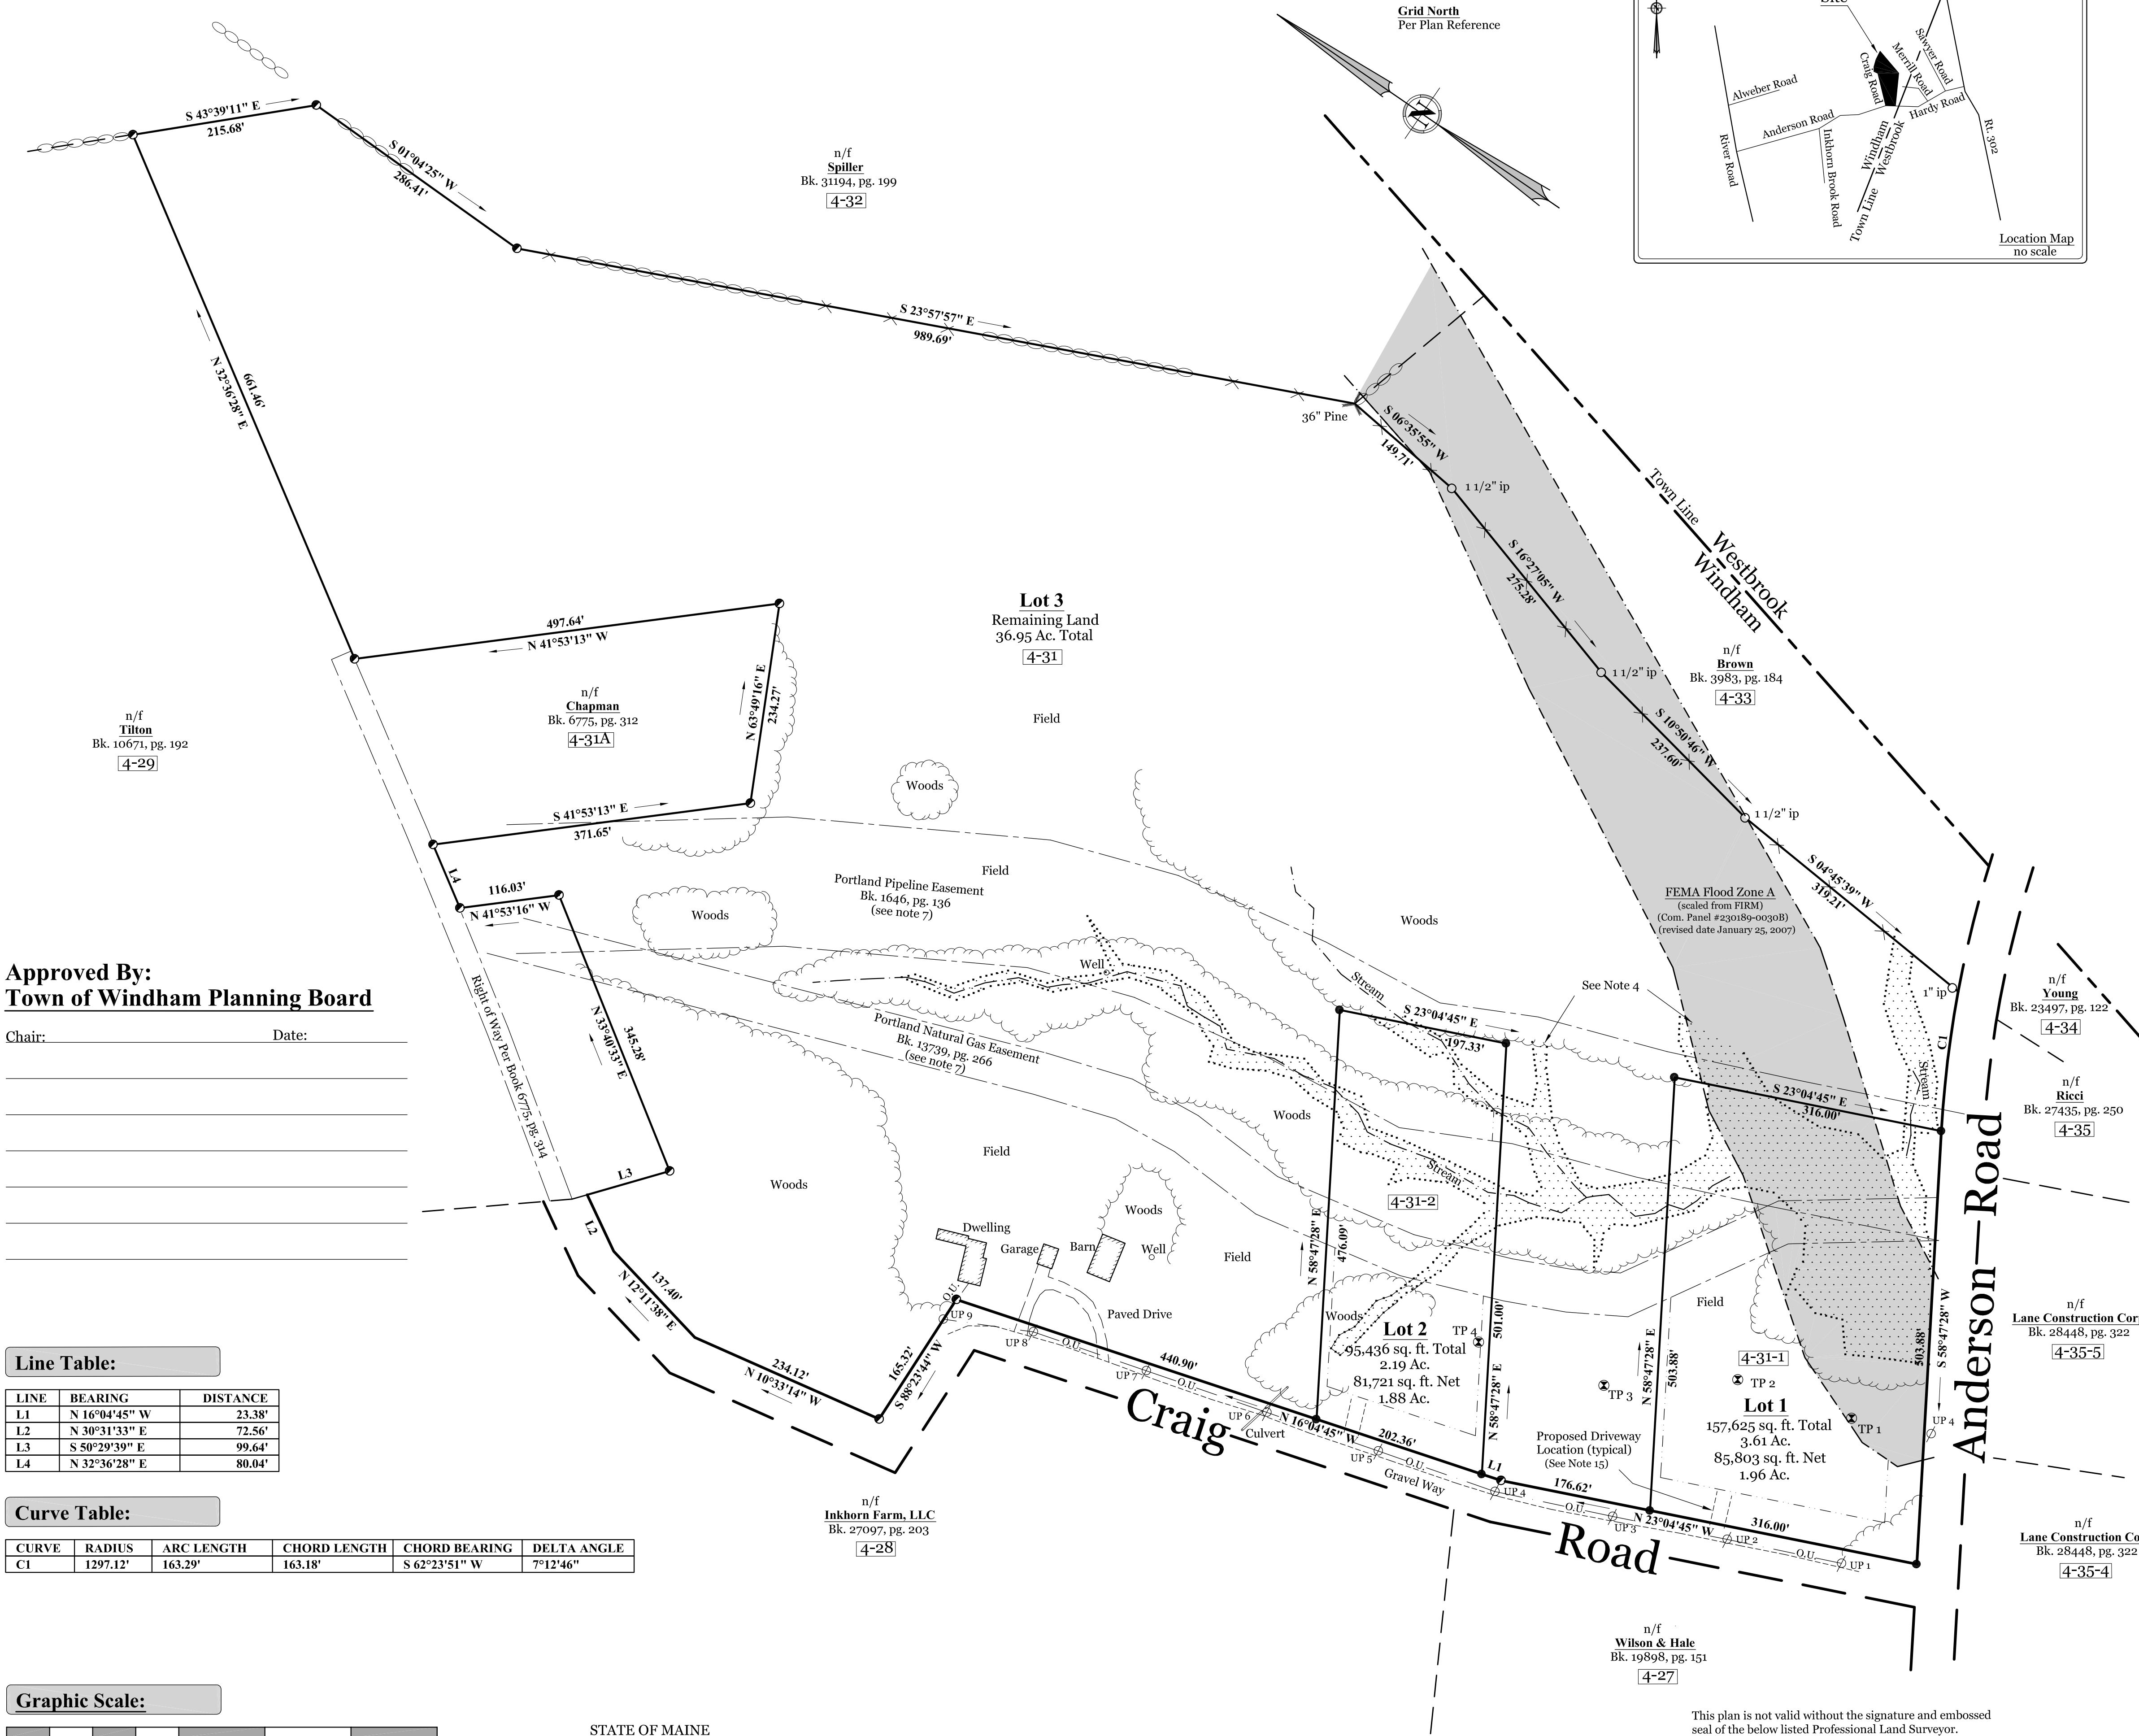 Grid North
Per Plan Reference
Site
Alweber Road
Anderson Road
River Road
Inkhorn Brook Road
Craig Road
Merrill Road
Sawyer Road
Hardy Road
Rt. 302
Windham
Westbrook
Town Line
Location Map
no scale
S 43°39'11" E
215.68'
S 01°04'25" W
286.41'
n/f
Spiller
Bk. 31194, pg. 199
4-32
S 23°57'57" E
989.69'
36" Pine
S 06°35'55" W
149.71'
1 1/2" ip
S 16°27'05" W
275.28'
1 1/2" ip
S 10°50'46" W
237.60'
1 1/2" ip
S 04°45'39" W
319.21'
1" ip
Town Line
Westbrook
Windham
661.46'
N 32°36'28" E
497.64'
N 41°53'13" W
N 63°49'16" E
234.27'
S 41°53'13" E
371.65'
L4
116.03'
N 41°53'16" W
n/f
Chapman
Bk. 6775, pg. 312
4-31A
n/f
Tilton
Bk. 10671, pg. 192
4-29
Lot 3
Remaining Land
36.95 Ac. Total
4-31
Field
n/f
Brown
Bk. 3983, pg. 184
4-33
Woods
Field
Portland Pipeline Easement
Bk. 1646, pg. 136
(see note 7)
Woods
Woods
FEMA Flood Zone A
(scaled from FIRM)
(Com. Panel #230189-0030B)
(revised date January 25, 2007)
Well
Stream
See Note 4
Portland Natural Gas Easement
Bk. 13739, pg. 266
(see note 7)
Right of Way Per Book 6775, pg. 314
345.28'
N 33°40'33" E
L3
L2
S 23°04'45" E
197.33'
S 23°04'45" E
316.00'
C1
Stream
n/f
Young
Bk. 23497, pg. 122
4-34
n/f
Ricci
Bk. 27435, pg. 250
4-35
Approved By:
Town of Windham Planning Board
Chair:
Date:
Woods
Field
Woods
Woods
Stream
4-31-2
Dwelling
Garage
Barn
Well
Field
Paved Drive
O.U.
UP 9
UP 8
O.U.
UP 7
O.U.
UP 6
Culvert
137.40'
N 12°11'38" E
234.12'
N 10°33'14" W
165.32'
S 88°23'44" W
440.90'
N 58°47'28" E
476.09'
Woods
Lot 2
95,436 sq. ft. Total
2.19 Ac.
81,721 sq. ft. Net
1.88 Ac.
TP 4
501.00'
N 58°47'28" E
N 16°04'45" W
202.36'
UP 5
O.U.
Gravel Way
L1
UP 4
176.62'
O.U.
UP 3
N 23°04'45" W
316.00'
UP 2
O.U.
UP 1
N 58°47'28" E
503.88'
TP 3
Field
4-31-1
TP 2
Lot 1
157,625 sq. ft. Total
3.61 Ac.
85,803 sq. ft. Net
1.96 Ac.
TP 1
Proposed Driveway
Location (typical)
(See Note 15)
503.88'
S 58°47'28" W
UP 4
Anderson Road
Craig
Road
n/f
Lane Construction Cor
Bk. 28448, pg. 322
4-35-5
n/f
Lane Construction Co
Bk. 28448, pg. 322
4-35-4
Line Table:
LINE BEARING DISTANCE
L1 N 16°04'45" W 23.38'
L2 N 30°31'33" E 72.56'
L3 S 50°29'39" E 99.64'
L4 N 32°36'28" E 80.04'
Curve Table:
CURVE RADIUS ARC LENGTH CHORD LENGTH CHORD BEARING DELTA ANGLE
C1 1297.12' 163.29' 163.18' S 62°23'51" W 7°12'46"
n/f
Inkhorn Farm, LLC
Bk. 27097, pg. 203
4-28
n/f
Wilson & Hale
Bk. 19898, pg. 151
4-27
Graphic Scale:
STATE OF MAINE
This plan is not valid without the signature and embossed
seal of the below listed Professional Land Surveyor.